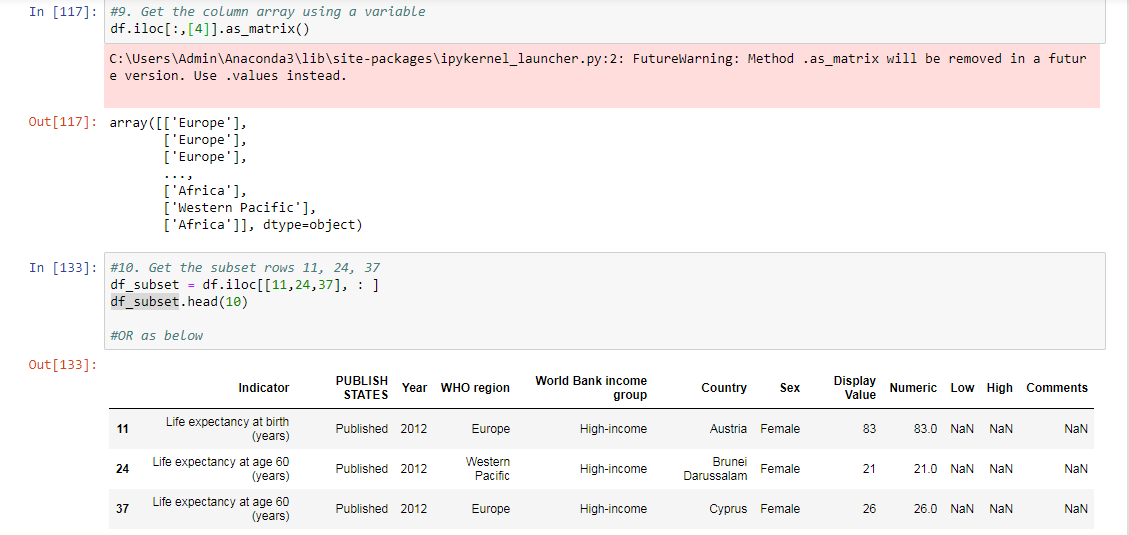 In [117]: #9. Get the column array using a variable
df.iloc[:,[4]].as_matrix()
C:\Users\Admin\Anaconda3\lib\site-packages\ipykernel_launcher.py:2: FutureWarning: Method .as_matrix will be removed in a futur
e version. Use .values instead.
Out[117]: array([['Europe'],
['Europe'],
['Europe'],
...,
['Africa'],
['Western Pacific'],
['Africa']], dtype=object)
In [133]: #10. Get the subset rows 11, 24, 37
df_subset = df.iloc[[11,24,37], : ]
df_subset.head(10)
#OR as below
Out[133]:
Indicator PUBLISH STATES Year WHO region World Bank income group Country Sex Display Value Numeric Low High Comments
11 Life expectancy at birth (years) Published 2012 Europe High-income Austria Female 83 83.0 NaN NaN NaN
24 Life expectancy at age 60 (years) Published 2012 Western Pacific High-income Brunei Darussalam Female 21 21.0 NaN NaN NaN
37 Life expectancy at age 60 (years) Published 2012 Europe High-income Cyprus Female 26 26.0 NaN NaN NaN